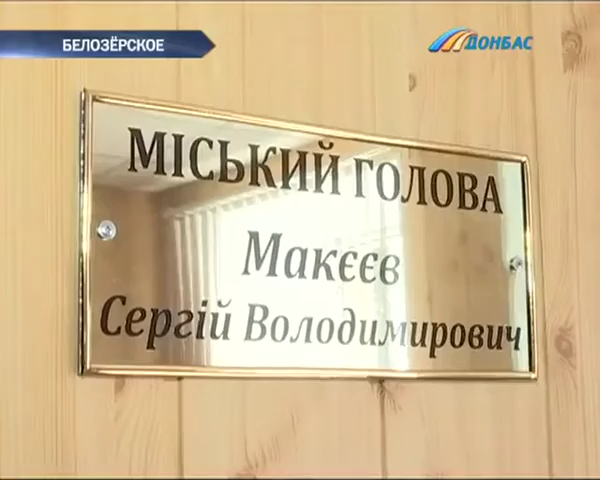 БЕЛОЗЁРСКОЕ
ДОНБАС
МІСЬКИЙ ГОЛОВА
Макєєв
Сергій Володимирович